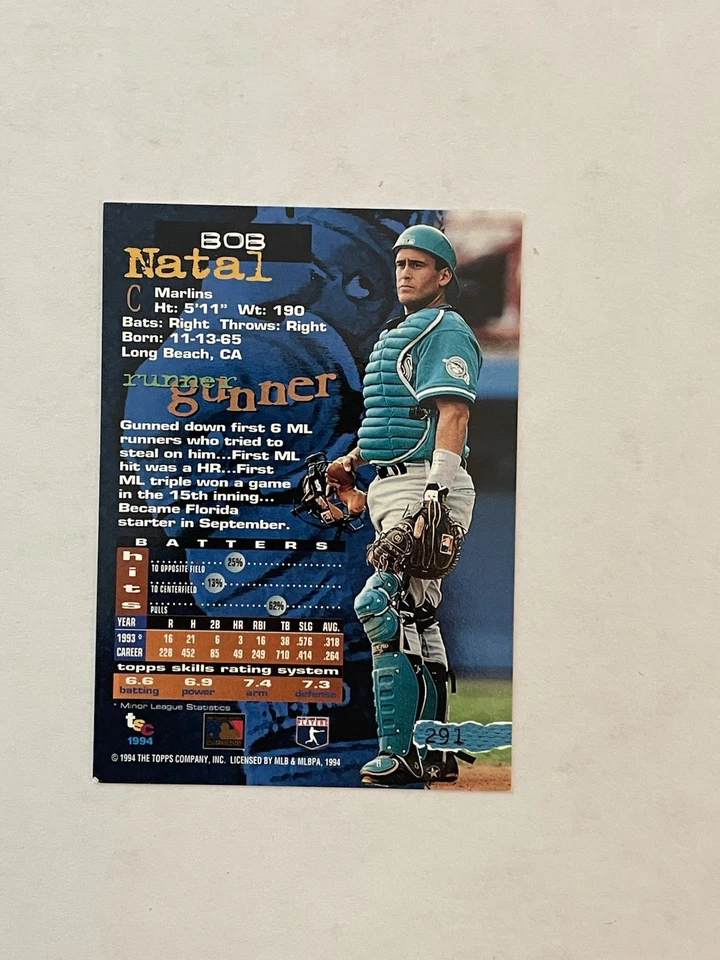 BOB
Natal
C Marlins
Ht: 5'11" Wt: 190
Bats: Right Throws: Right
Born: 11-13-65
Long Beach, CA
runner
gunner
Gunned down first 6 ML
runners who tried to
steal on him...First ML
hit was a HR...First
ML triple won a game
in the 15th inning...
Became Florida
starter in September.
BATTERS
hits
TO OPPOSITE FIELD 25%
TO CENTERFIELD 13%
PULLS 62%
YEAR R H 2B HR RBI TB SLG AVG.
1993 * 16 21 6 3 16 38 .576 .318
CAREER 228 452 85 49 249 710 .414 .264
topps skills rating system
6.6 6.9 7.4 7.3
batting power arm defense
* Minor League Statistics
tsc
1994
PLAYERS
291
© 1994 THE TOPPS COMPANY, INC. LICENSED BY MLB & MLBPA, 1994